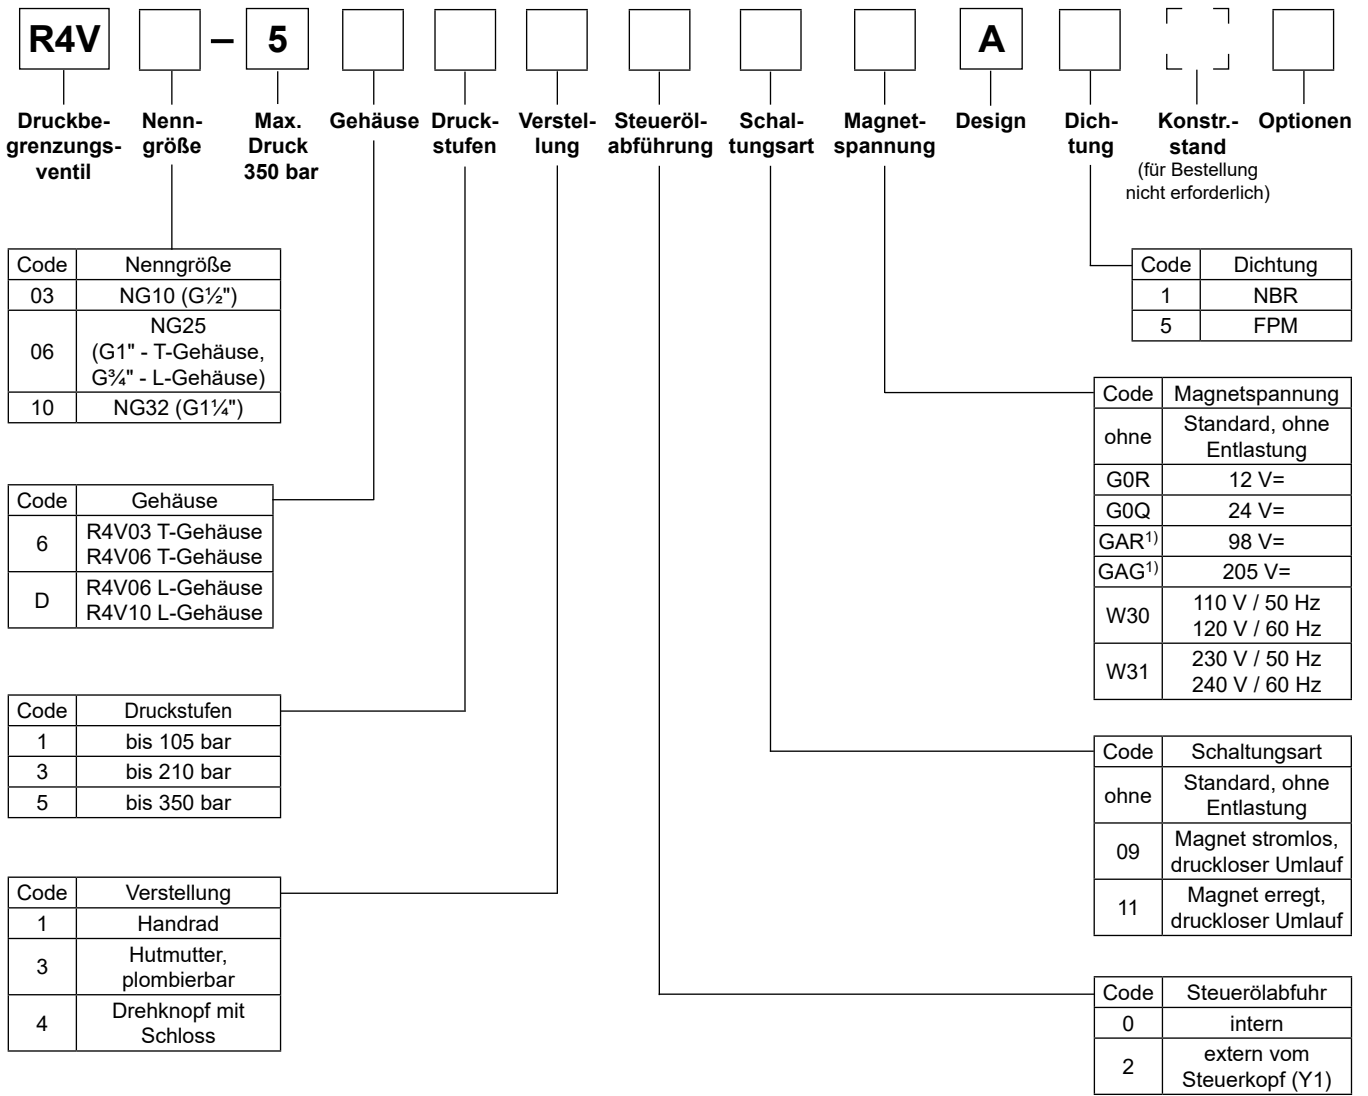 R4V – 5 A
Druckbe-
grenzungs-
ventil
Nenn-
größe
Max.
Druck
350 bar
Gehäuse
Druck-
stufen
Verstel-
lung
Steueröl-
abführung
Schal-
tungsart
Magnet-
spannung
Design
Dich-
tung
Konstr.-
stand
(für Bestellung
nicht erforderlich)
Optionen
Code Nenngröße
03 NG10 (G½")
06 NG25
(G1" - T-Gehäuse,
G¾" - L-Gehäuse)
10 NG32 (G1¼")
Code Gehäuse
6 R4V03 T-Gehäuse
R4V06 T-Gehäuse
D R4V06 L-Gehäuse
R4V10 L-Gehäuse
Code Druckstufen
1 bis 105 bar
3 bis 210 bar
5 bis 350 bar
Code Verstellung
1 Handrad
3 Hutmutter,
plombierbar
4 Drehknopf mit
Schloss
Code Dichtung
1 NBR
5 FPM
Code Magnetspannung
ohne Standard, ohne
Entlastung
G0R 12 V=
G0Q 24 V=
GAR1) 98 V=
GAG1) 205 V=
W30 110 V / 50 Hz
120 V / 60 Hz
W31 230 V / 50 Hz
240 V / 60 Hz
Code Schaltungsart
ohne Standard, ohne
Entlastung
09 Magnet stromlos,
druckloser Umlauf
11 Magnet erregt,
druckloser Umlauf
Code Steuerölabfuhr
0 intern
2 extern vom
Steuerkopf (Y1)